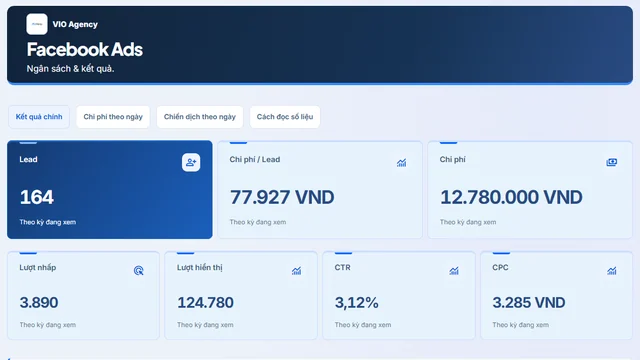 VIO Agency
Facebook Ads
Ngân sách & kết quả.
Kết quả chính
Chi phí theo ngày
Chiến dịch theo ngày
Cách đọc số liệu
Lead
164
Theo kỳ đang xem
Chi phí / Lead
77.927 VND
Theo kỳ đang xem
Chi phí
12.780.000 VND
Theo kỳ đang xem
Lượt nhấp
3.890
Theo kỳ đang xem
Lượt hiển thị
124.780
Theo kỳ đang xem
CTR
3,12%
Theo kỳ đang xem
CPC
3.285 VND
Theo kỳ đang xem